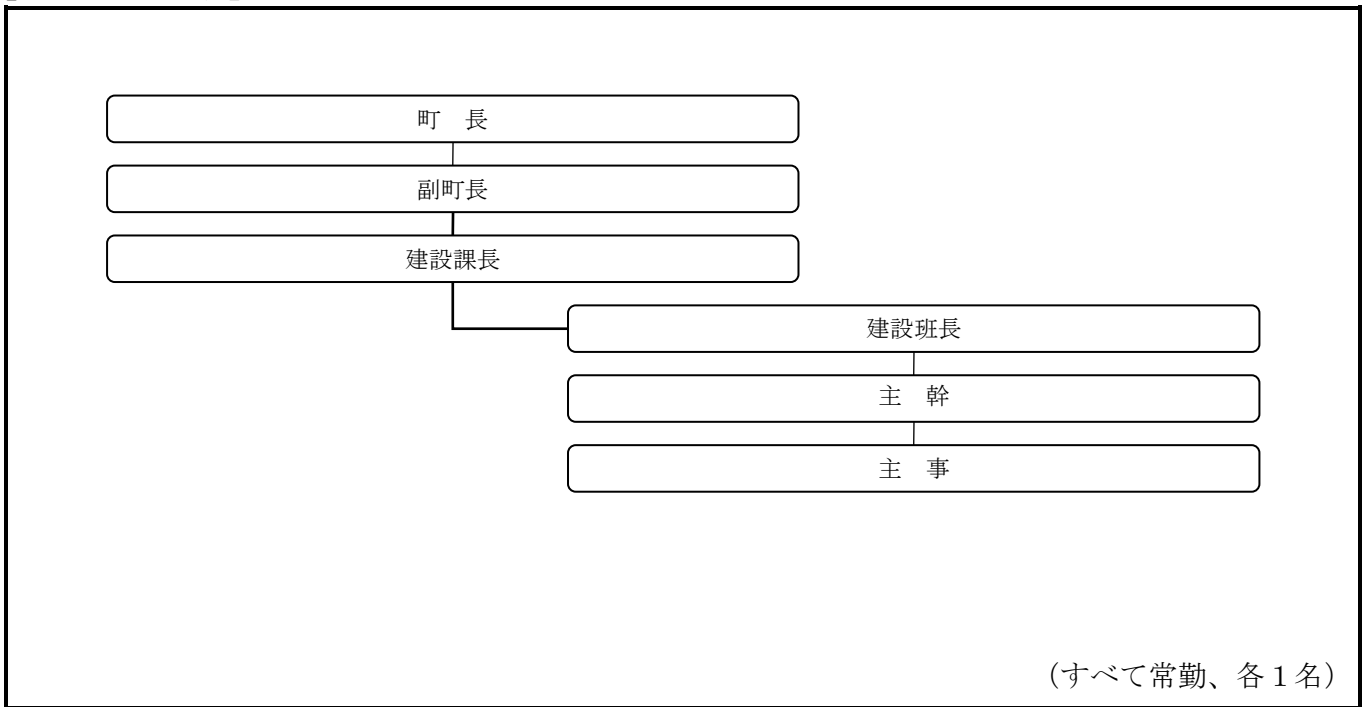 町　長
副町長
建設課長
建設班長
主　幹
主　事
（すべて常勤、各１名）